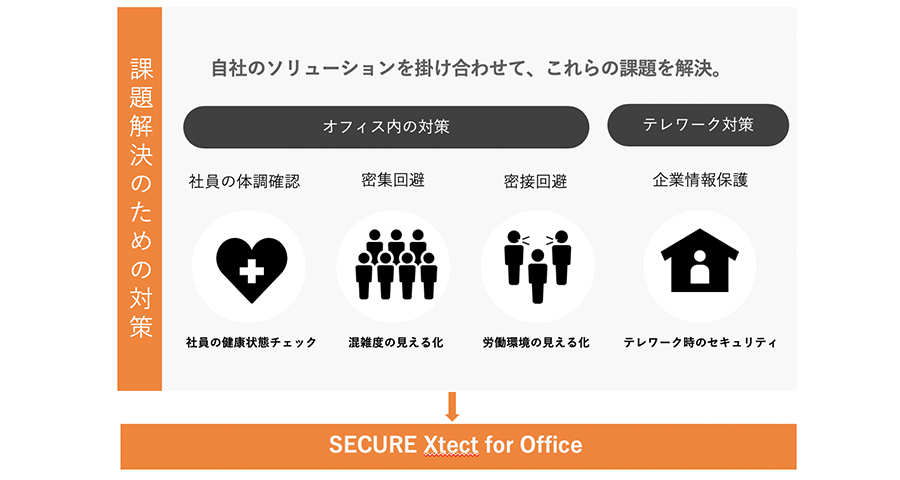 課題解決のための対策
自社のソリューションを掛け合わせて、これらの課題を解決。
オフィス内の対策
テレワーク対策
社員の体調確認
密集回避
密接回避
企業情報保護
社員の健康状態チェック
混雑度の見える化
労働環境の見える化
テレワーク時のセキュリティ
SECURE Xtect for Office